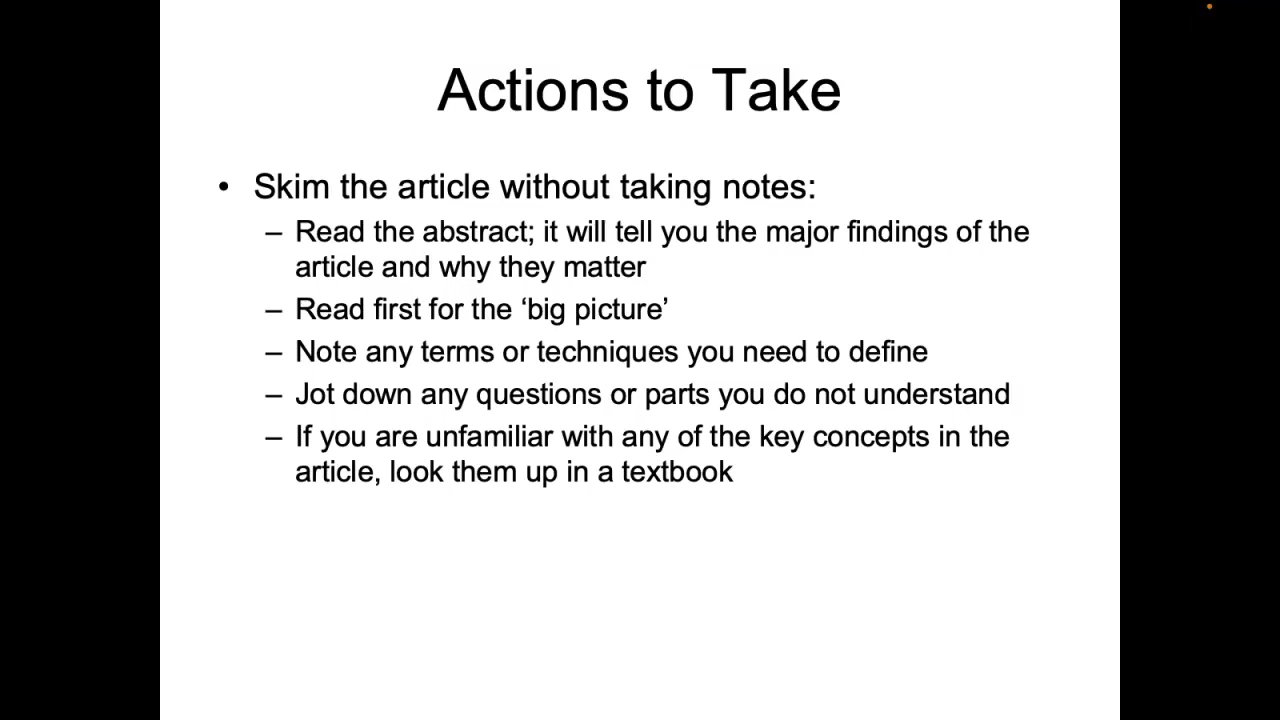 Actions to Take
• Skim the article without taking notes:
– Read the abstract; it will tell you the major findings of the
article and why they matter
– Read first for the ‘big picture’
– Note any terms or techniques you need to define
– Jot down any questions or parts you do not understand
– If you are unfamiliar with any of the key concepts in the
article, look them up in a textbook